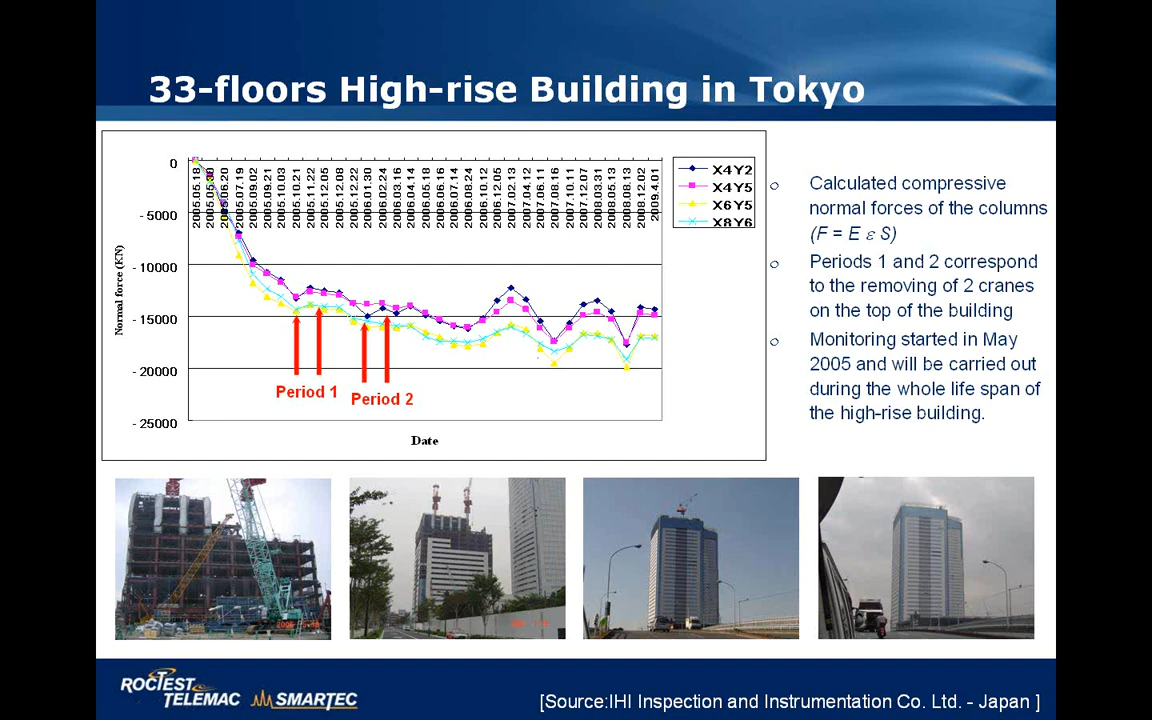 33-floors High-rise Building in Tokyo
0
- 5000
- 10000
- 15000
- 20000
- 25000
Normal force (KN)
2005.05.18
2005.06.20
2005.07.19
2005.09.02
2005.09.21
2005.10.03
2005.10.21
2005.11.22
2005.12.05
2005.12.08
2005.12.22
2006.01.30
2006.02.24
2006.03.16
2006.04.14
2006.05.18
2006.06.16
2006.07.14
2006.08.24
2006.10.12
2006.12.05
2007.02.13
2007.04.12
2007.06.11
2007.08.16
2007.10.11
2007.12.07
2008.03.31
2008.05.13
2008.08.13
2008.12.02
2009.4.01
Period 1
Period 2
Date
X4Y2
X4Y5
X6Y5
X8Y6
o Calculated compressive
normal forces of the columns
(F = E ε S)
o Periods 1 and 2 correspond
to the removing of 2 cranes
on the top of the building
o Monitoring started in May
2005 and will be carried out
during the whole life span of
the high-rise building.
ROCTEST
TELEMAC
SMARTEC
[Source:IHI Inspection and Instrumentation Co. Ltd. - Japan ]